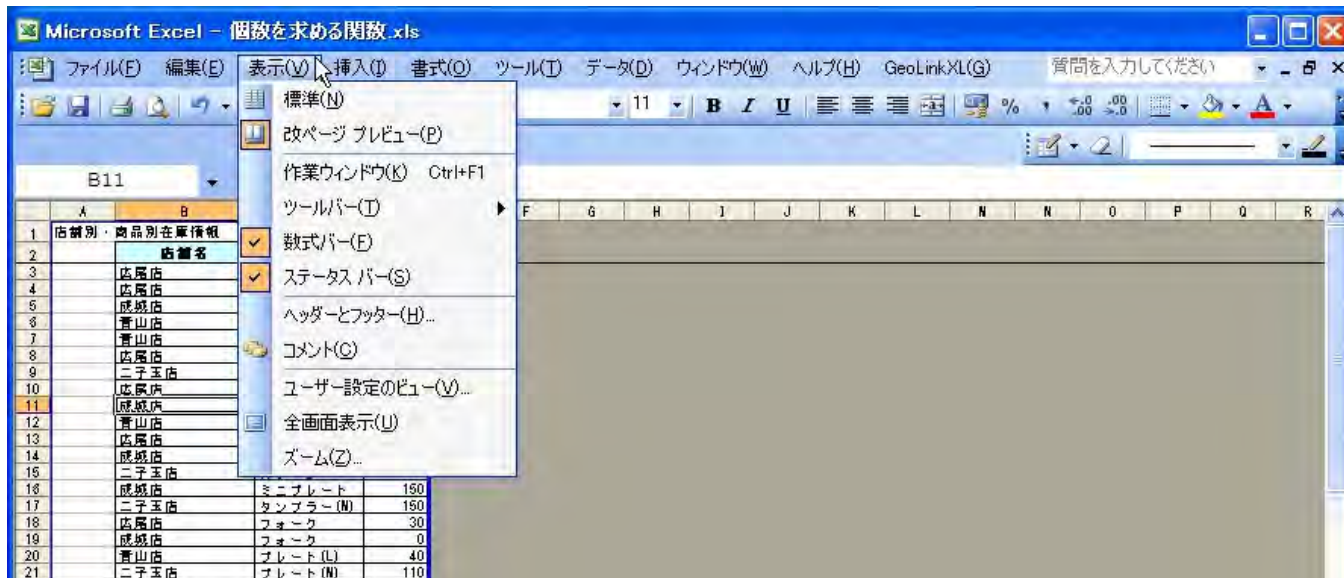 Microsoft Excel - 個数を求める関数.xls
ファイル(F) 編集(E) 表示(V) 挿入(I) 書式(O) ツール(T) データ(D) ウィンドウ(W) ヘルプ(H) GeoLinkXL(G) 質問を入力してください
11 B I U % , .0 .00 .00 .0 A
B11
標準(N)
改ページ プレビュー(P)
作業ウィンドウ(K) Ctrl+F1
ツールバー(T)
数式バー(F)
ステータス バー(S)
ヘッダーとフッター(H)...
コメント(C)
ユーザー設定のビュー(V)...
全画面表示(U)
ズーム(Z)...
A B F G H I J K L M N O P Q R
1 店舗別・商品別在庫情報
2 店舗名
3 広尾店
4 広尾店
5 成城店
6 青山店
7 青山店
8 広尾店
9 二子玉店
10 広尾店
11 成城店
12 青山店
13 広尾店
14 成城店
15 二子玉店
16 成城店 ミニプレート 150
17 二子玉店 タンブラー(N) 150
18 広尾店 フォーク 30
19 成城店 フォーク 0
20 青山店 プレート(L) 40
21 二子玉店 プレート(N) 110